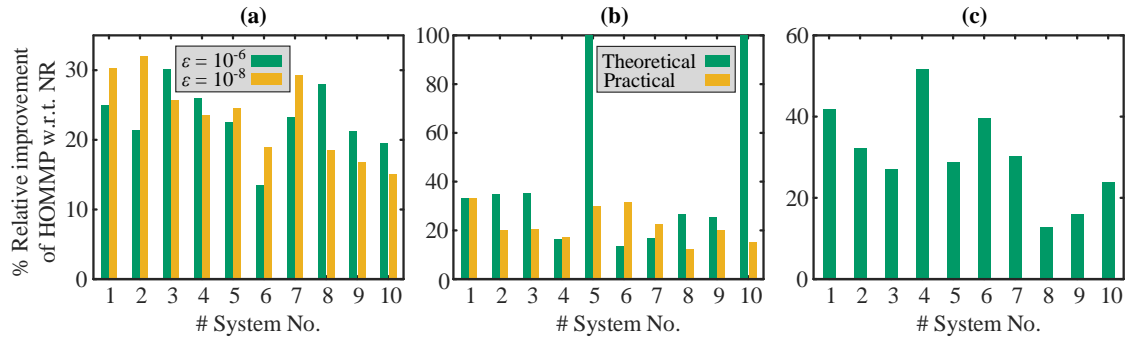 (a)
(b)
(c)
% Relative improvement
of HOMMP w.r.t. NR
30
20
10
0
ε = 10⁻⁶
ε = 10⁻⁸
1 2 3 4 5 6 7 8 9 10
# System No.
100
80
60
40
20
0
Theoretical
Practical
1 2 3 4 5 6 7 8 9 10
# System No.
60
40
20
0
1 2 3 4 5 6 7 8 9 10
# System No.